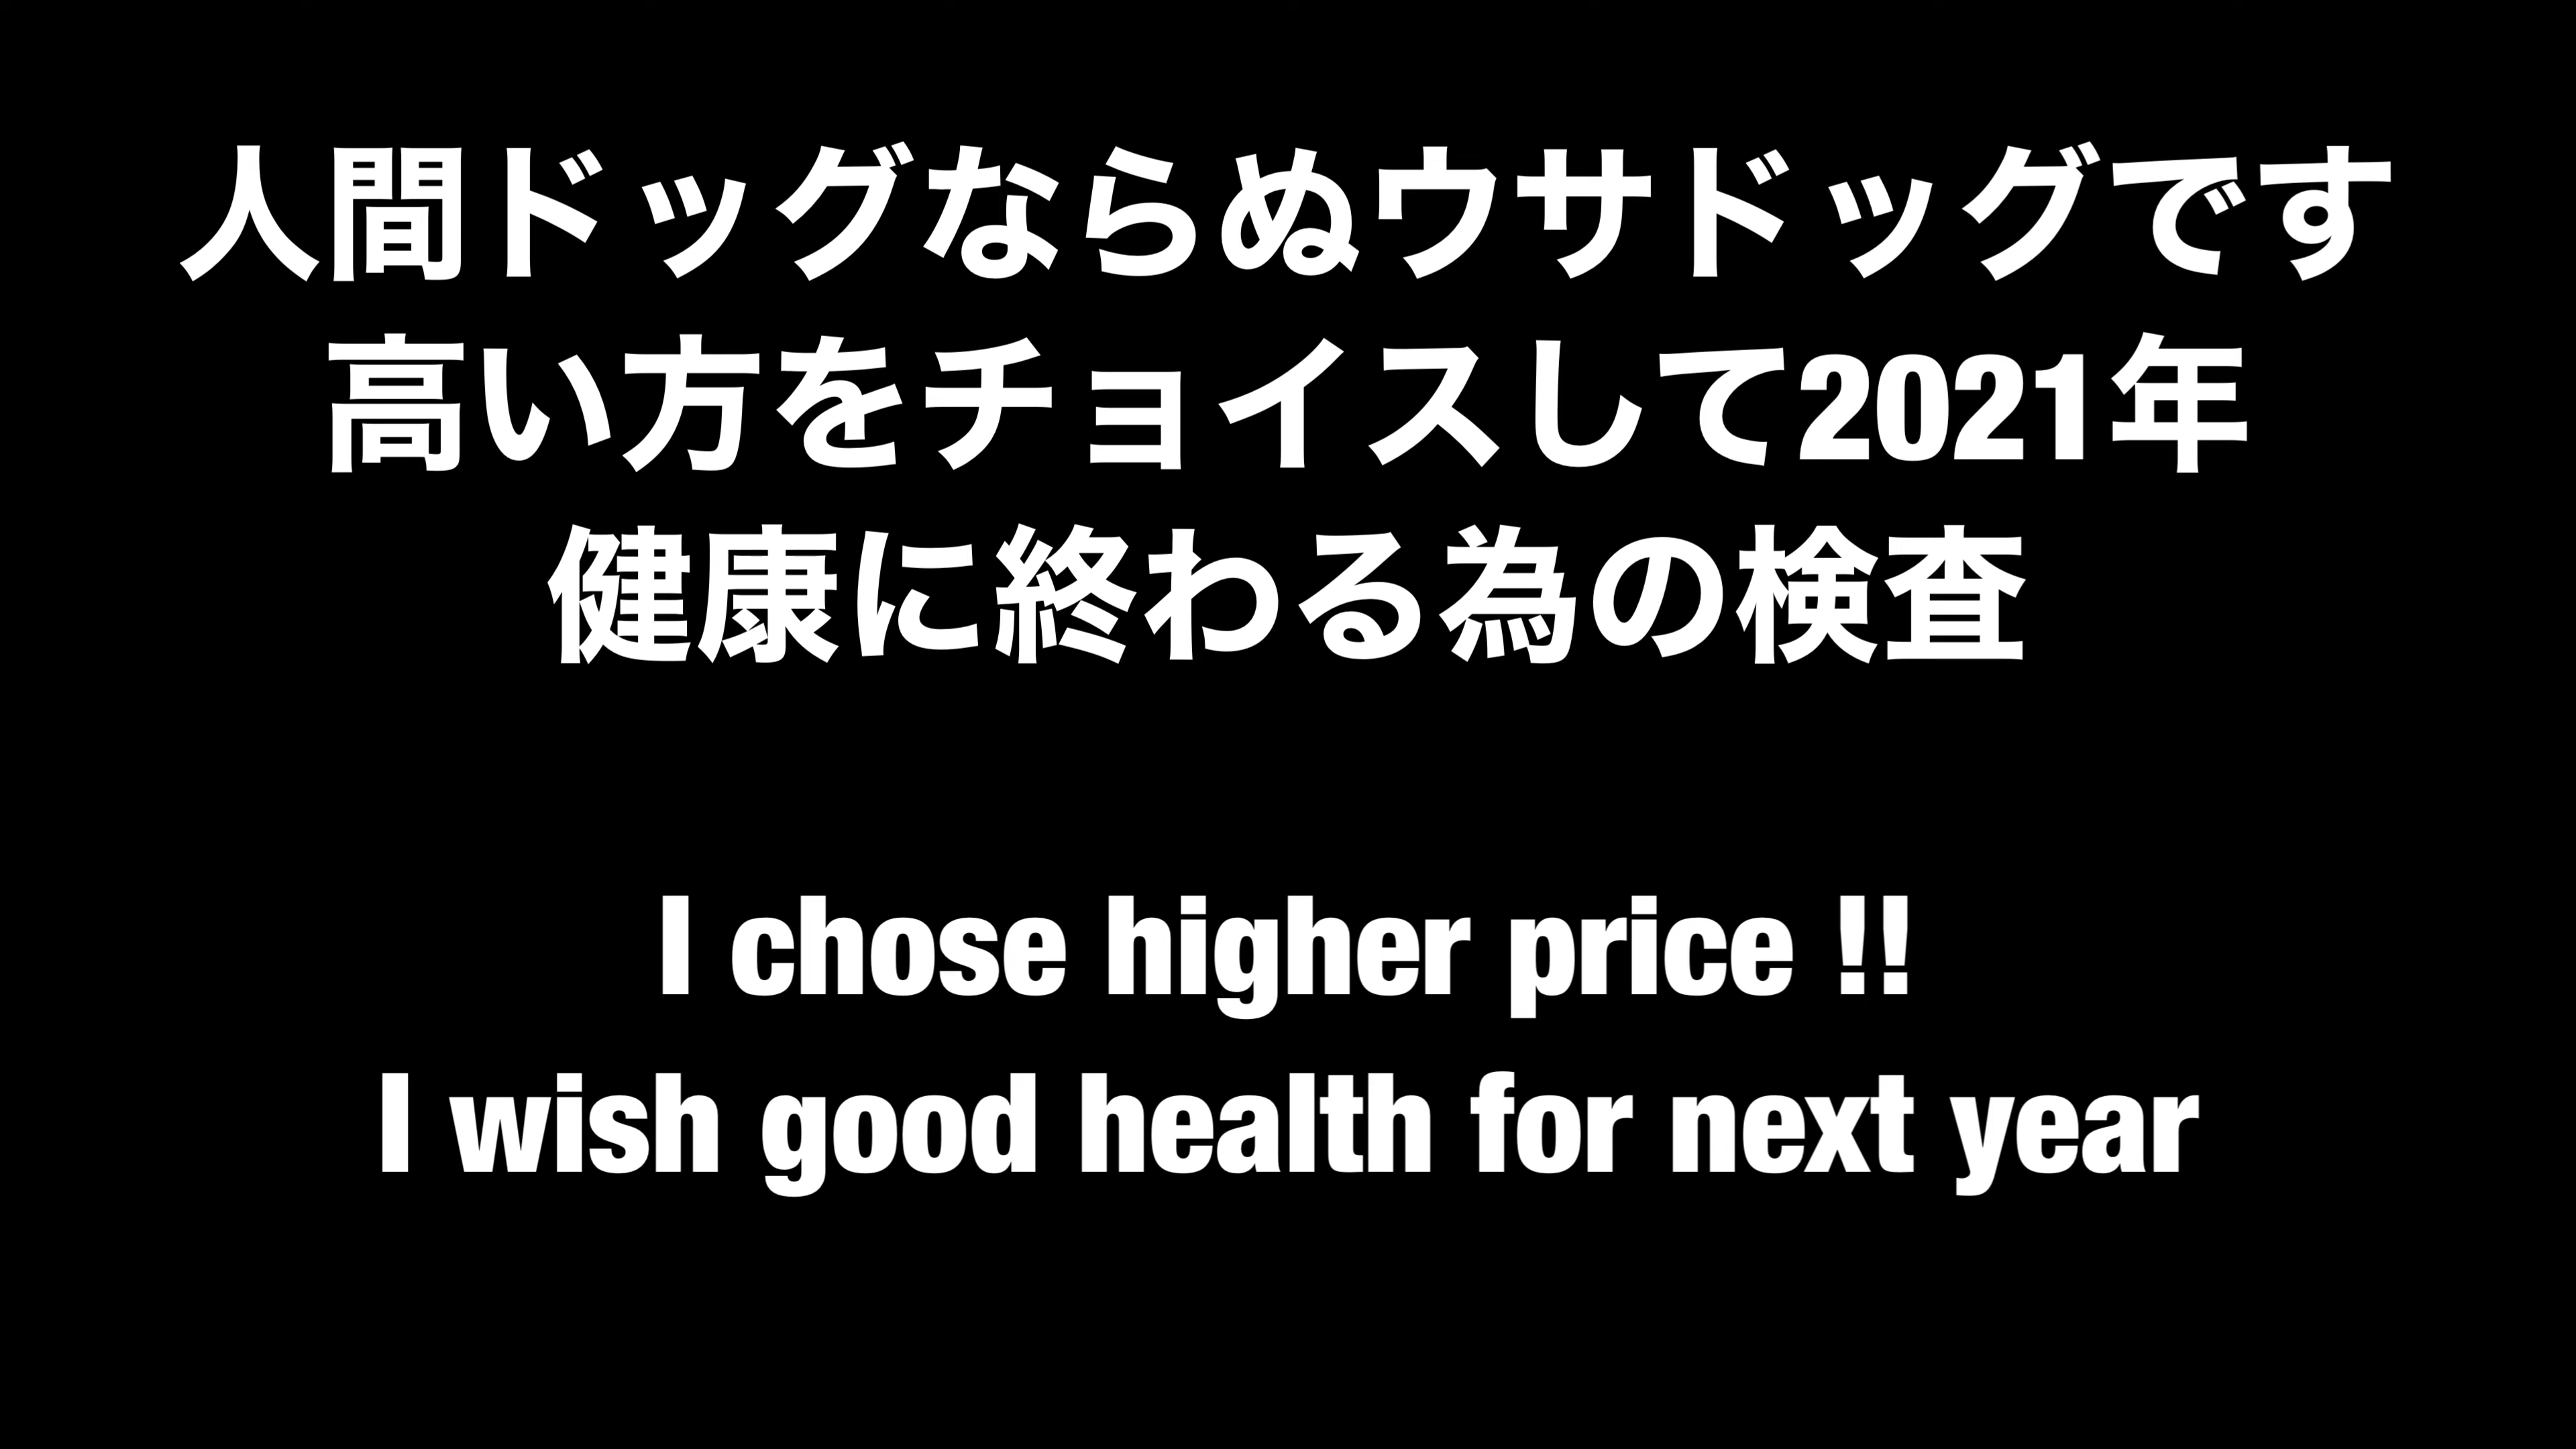 人間ドッグならぬウサドッグです
高い方をチョイスして2021年
健康に終わる為の検査
I chose higher price !!
I wish good health for next year